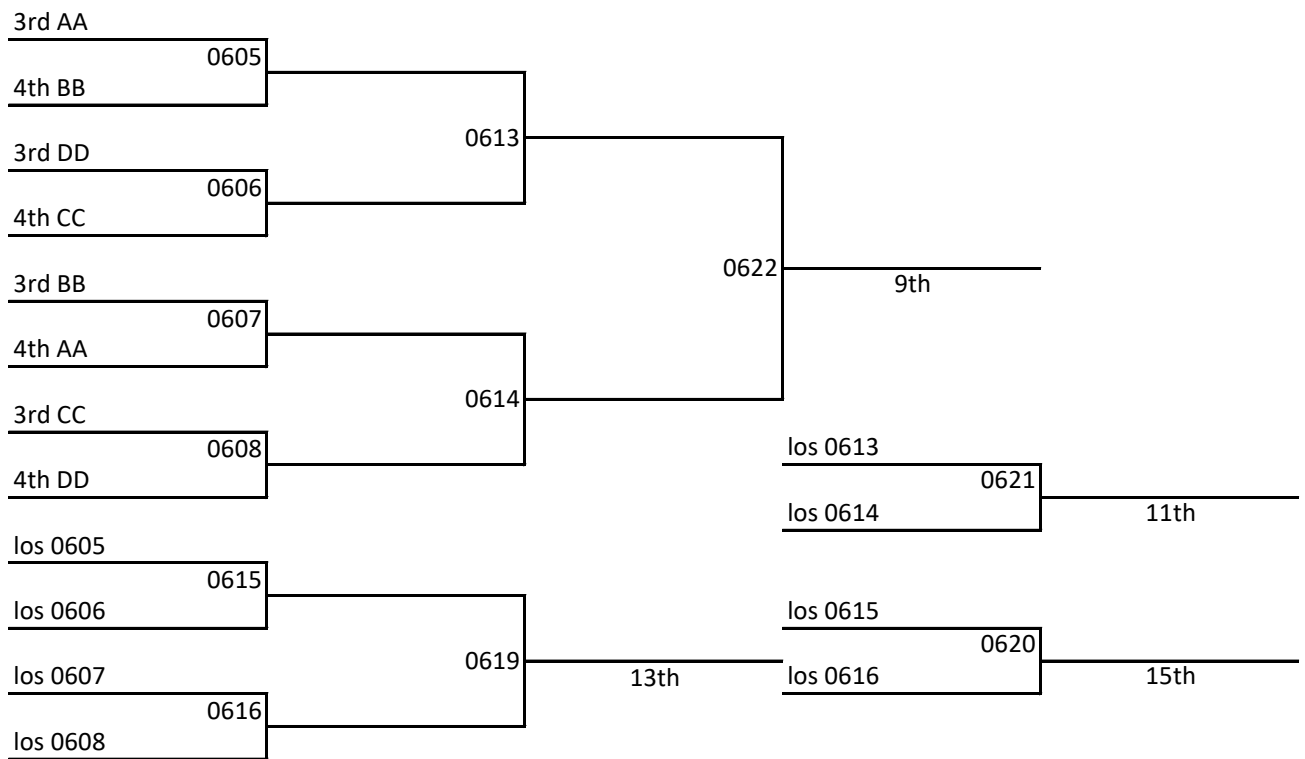 3rd AA
0605
4th BB
0613
3rd DD
0606
4th CC
0622
9th
3rd BB
0607
4th AA
0614
3rd CC
0608
4th DD
los 0613
0621
los 0614
11th
los 0605
0615
los 0606
0619
13th
los 0607
0616
los 0608
los 0615
0620
los 0616
15th